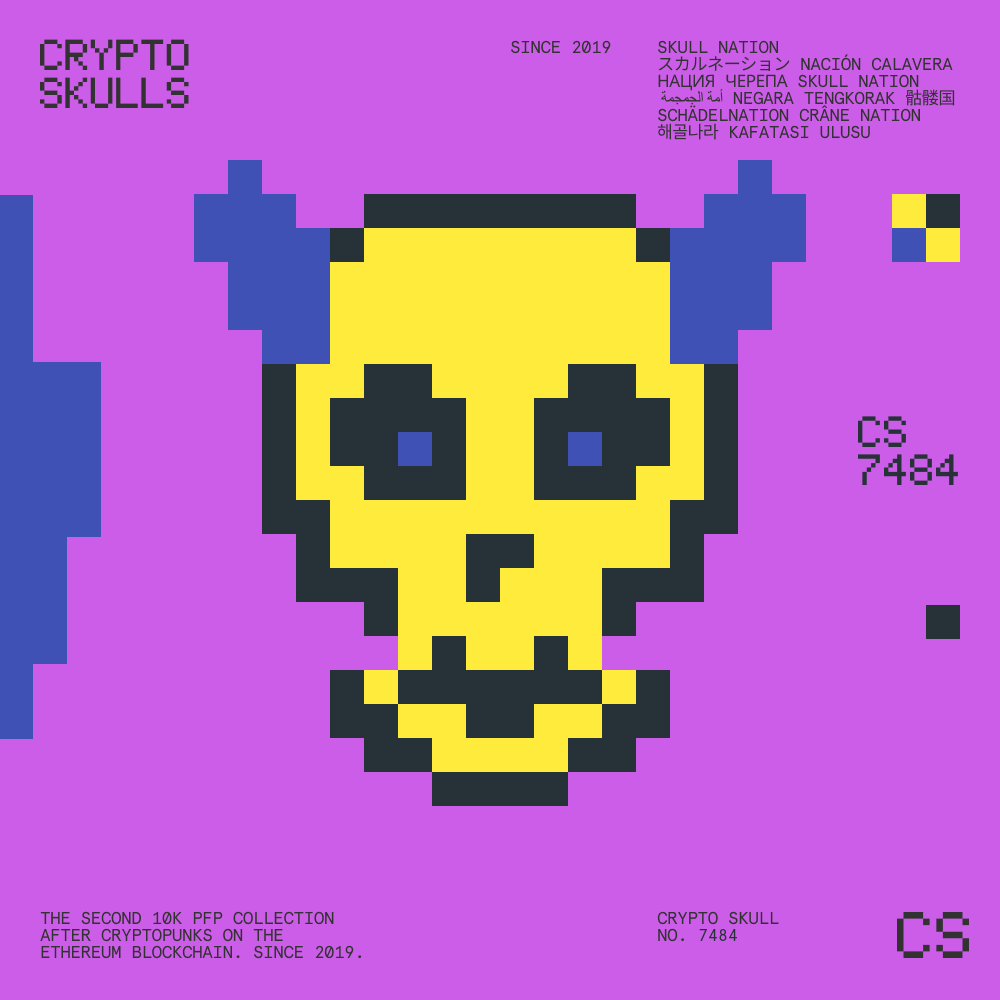 CRYPTO
SKULLS
SINCE 2019
SKULL NATION
スカルネーション NACIÓN CALAVERA
НАЦИЯ ЧЕРЕПА SKULL NATION
أمة الجمجمة NEGARA TENGKORAK 骷髅国
SCHÄDELNATION CRÂNE NATION
해골나라 KAFATASI ULUSU
CS
7484
THE SECOND 10K PFP COLLECTION
AFTER CRYPTOPUNKS ON THE
ETHEREUM BLOCKCHAIN. SINCE 2019.
CRYPTO SKULL
NO. 7484
CS